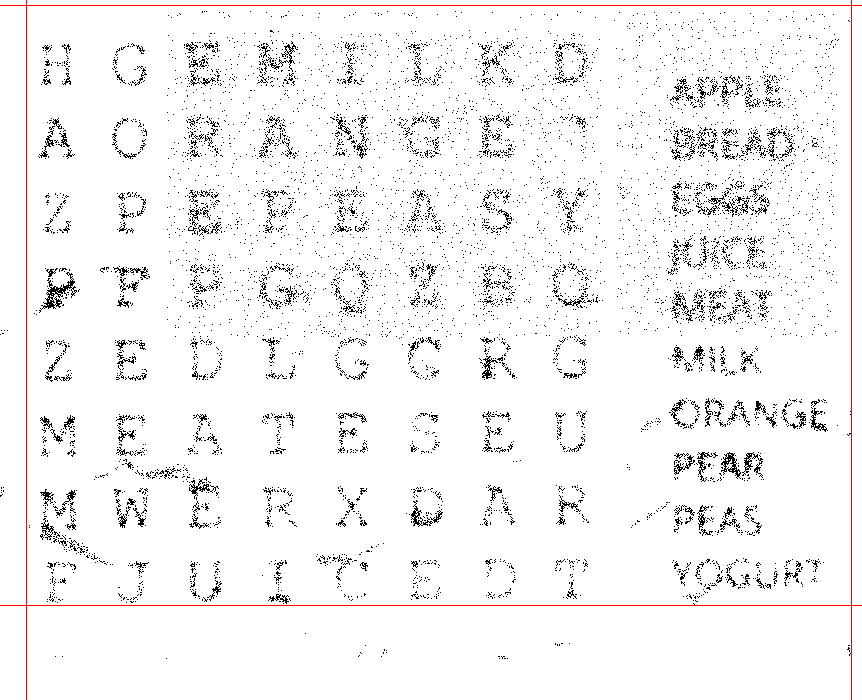 H G E M I L K D
A O R A N G E
Z P E P E A S Y
P F P G Q Z B O
Z E D L G C R G
M E A T E S E U
M W E R X D A R
F J U I C E D T
APPLE
BREAD
EGGS
JUICE
MEAT
MILK
ORANGE
PEAR
PEAS
YOGURT